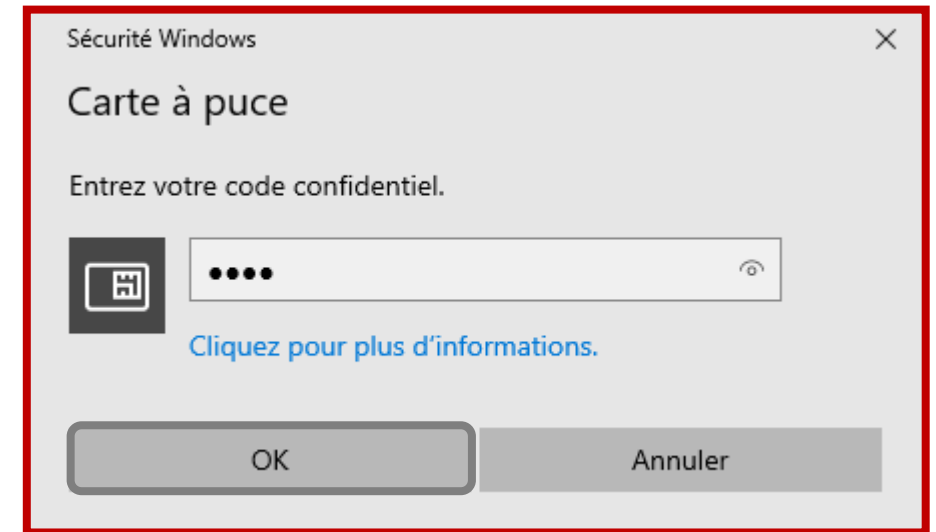 Sécurité Windows
Carte à puce
Entrez votre code confidentiel.
••••
Cliquez pour plus d’informations.
OK
Annuler